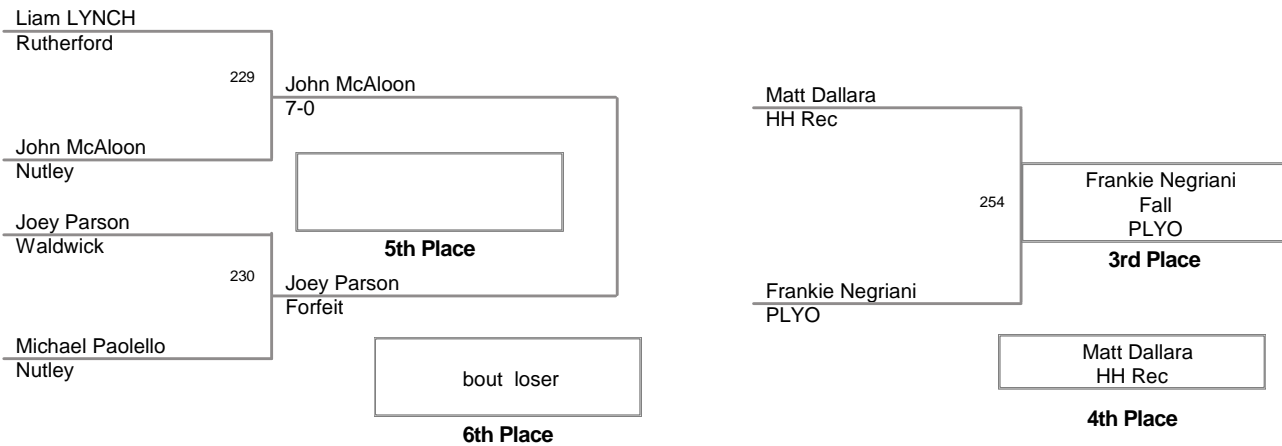 Liam LYNCH
Rutherford
229
John McAloon
7-0
John McAloon
Nutley
Joey Parson
Waldwick
5th Place
230
Joey Parson
Forfeit
Michael Paolello
Nutley
bout loser
6th Place
Matt Dallara
HH Rec
254
Frankie Negriani
Fall
PLYO
3rd Place
Frankie Negriani
PLYO
Matt Dallara
HH Rec
4th Place